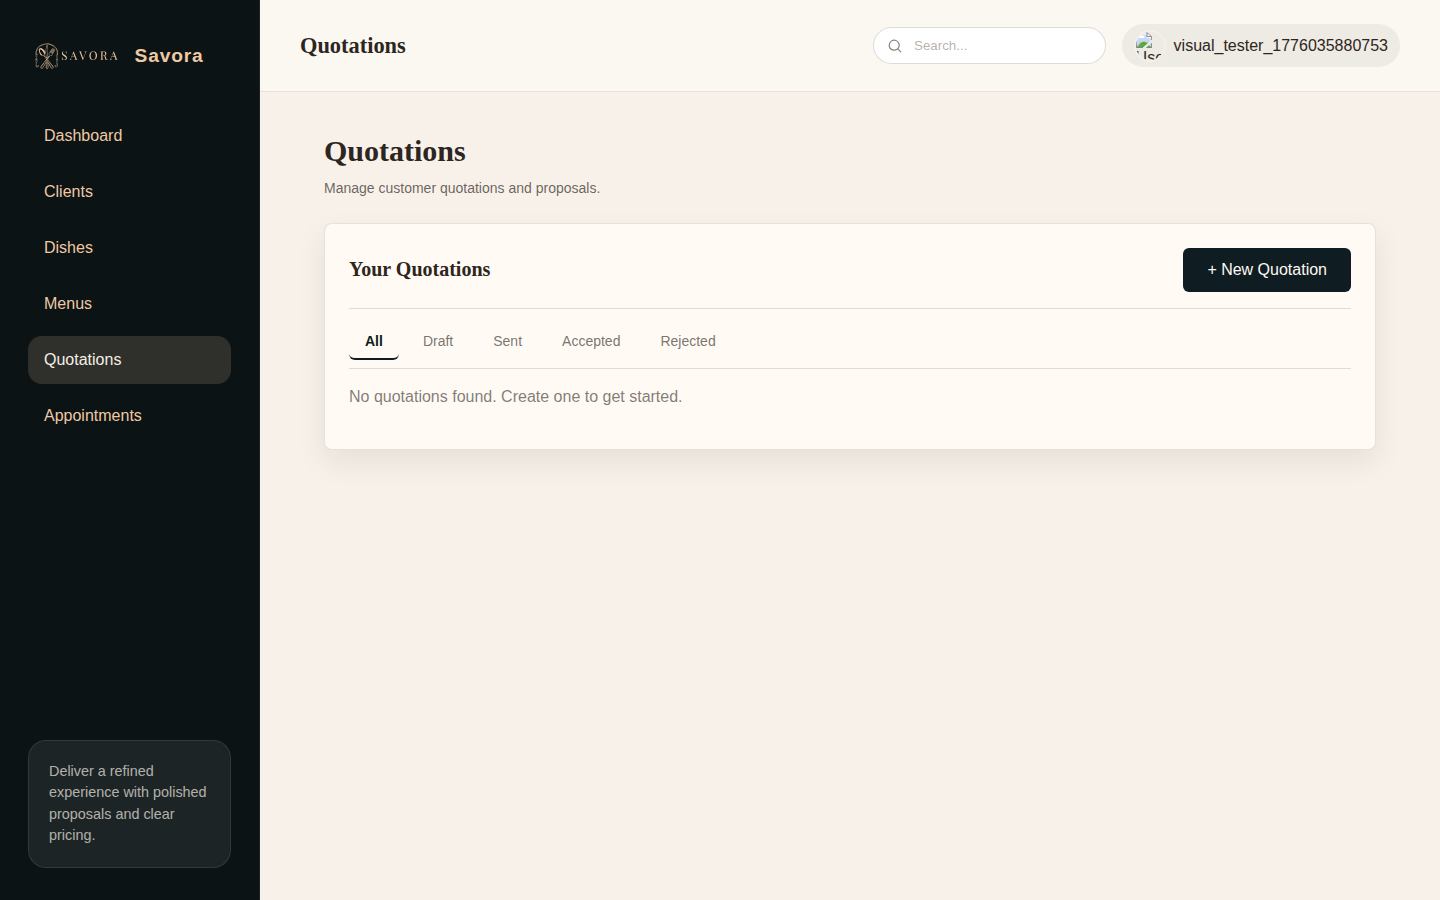 SAVORA
Savora
Dashboard
Clients
Dishes
Menus
Quotations
Appointments
Deliver a refined
experience with polished
proposals and clear
pricing.
Quotations
Search...
visual_tester_1776035880753
Quotations
Manage customer quotations and proposals.
Your Quotations
+ New Quotation
All
Draft
Sent
Accepted
Rejected
No quotations found. Create one to get started.